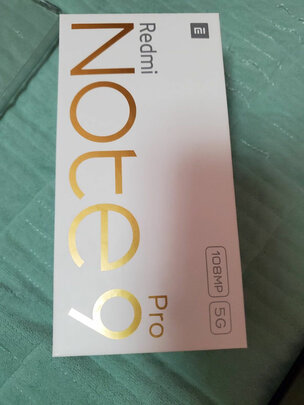 mi
Redmi
Note 9
Pro
108MP
5G